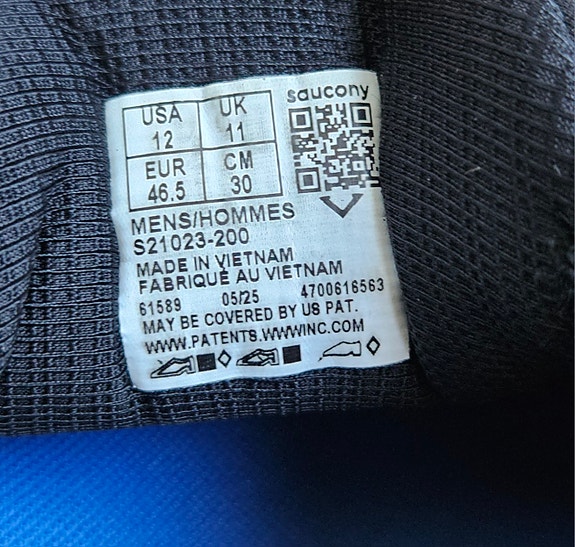 saucony
USA 12 UK 11
EUR 46.5 CM 30
MENS/HOMMES
S21023-200
MADE IN VIETNAM
FABRIQUÉ AU VIETNAM
61589 05/25 4700616563
MAY BE COVERED BY US PAT.
WWW.PATENTS.WWWINC.COM